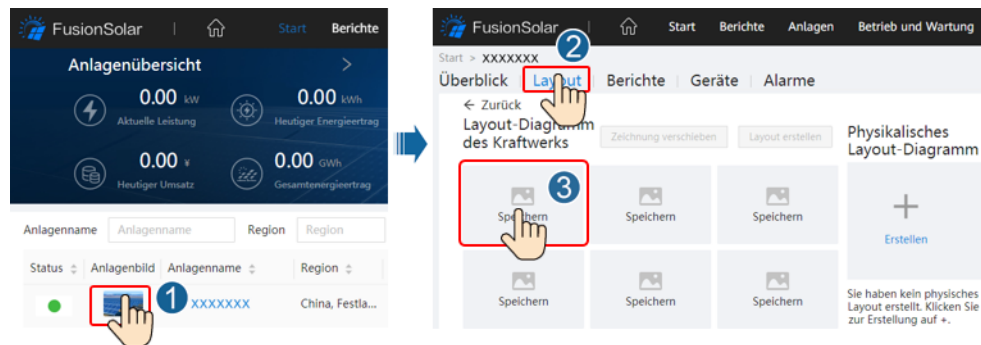 FusionSolar Start Berichte
Anlagenübersicht >
0.00 kW 0.00 kWh
Aktuelle Leistung Heutiger Energieertrag
0.00 ¥ 0.00 GWh
Heutiger Umsatz Gesamtenergieertrag
Anlagenname Anlagenname Region Region
Status Anlagenbild Anlagenname Region
1 XXXXXXX China, Festla...
FusionSolar Start Berichte Anlagen Betrieb und Wartung
2
Start > XXXXXXX
Überblick Layout Berichte Geräte Alarme
← Zurück
Layout-Diagramm
des Kraftwerks
Zeichnung verschieben Layout erstellen
Physikalisches
Layout-Diagramm
3
Speichern Speichern Speichern
+
Erstellen
Speichern Speichern Speichern
Sie haben kein physisches
Layout erstellt. Klicken Sie
zur Erstellung auf +.